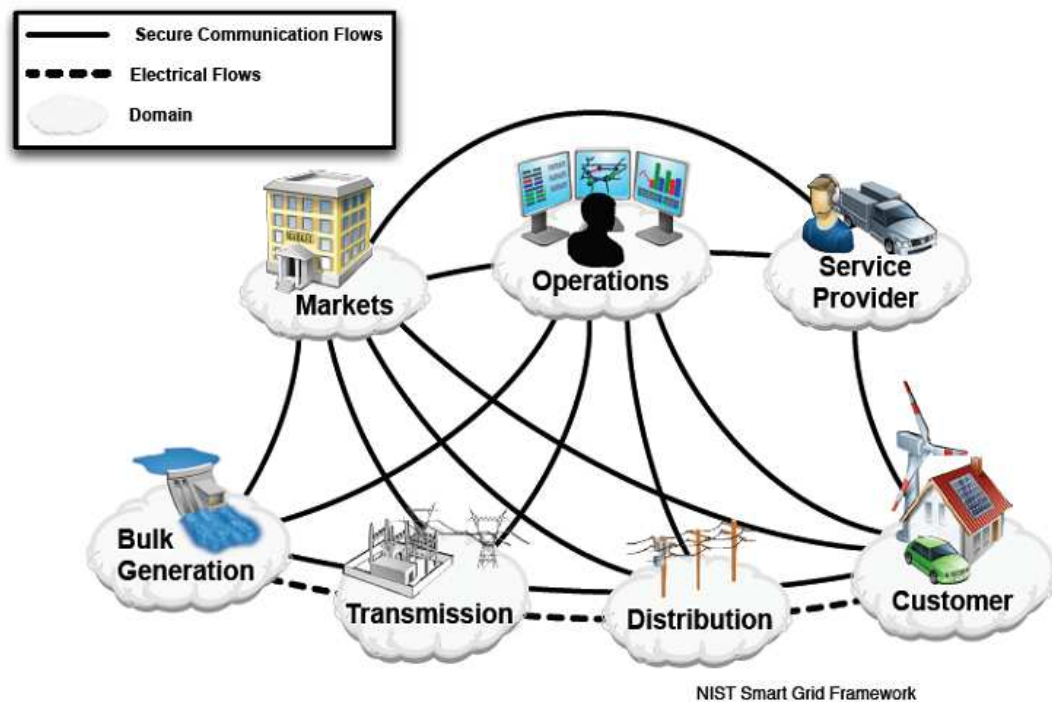 Secure Communication Flows
Electrical Flows
Domain
Markets
Operations
Service
Provider
Bulk
Generation
Transmission
Distribution
Customer
NIST Smart Grid Framework